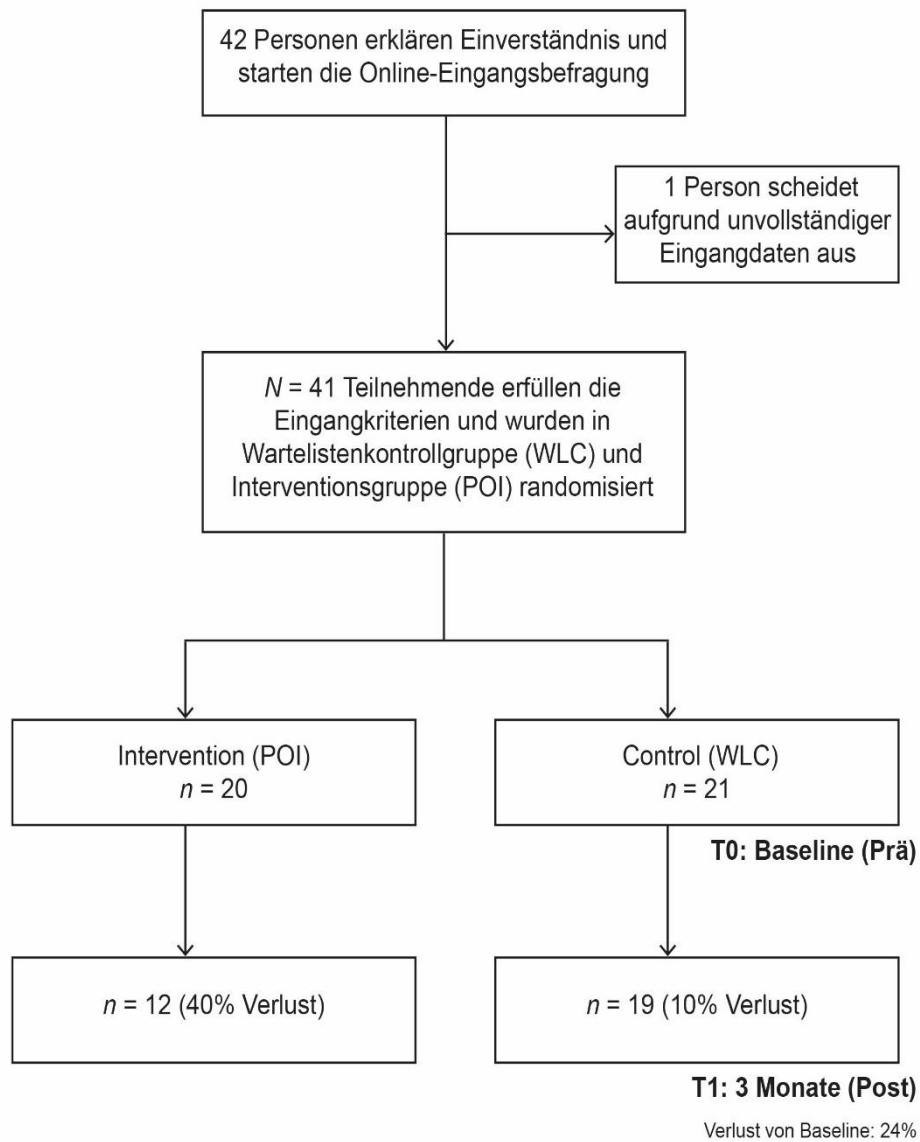 42 Personen erklären Einverständnis und
starten die Online-Eingangsbefragung
1 Person scheidet
aufgrund unvollständiger
Eingangdaten aus
N = 41 Teilnehmende erfüllen die
Eingangkriterien und wurden in
Wartelistenkontrollgruppe (WLC) und
Interventionsgruppe (POI) randomisiert
Intervention (POI)
n = 20
Control (WLC)
n = 21
T0: Baseline (Prä)
n = 12 (40% Verlust)
n = 19 (10% Verlust)
T1: 3 Monate (Post)
Verlust von Baseline: 24%